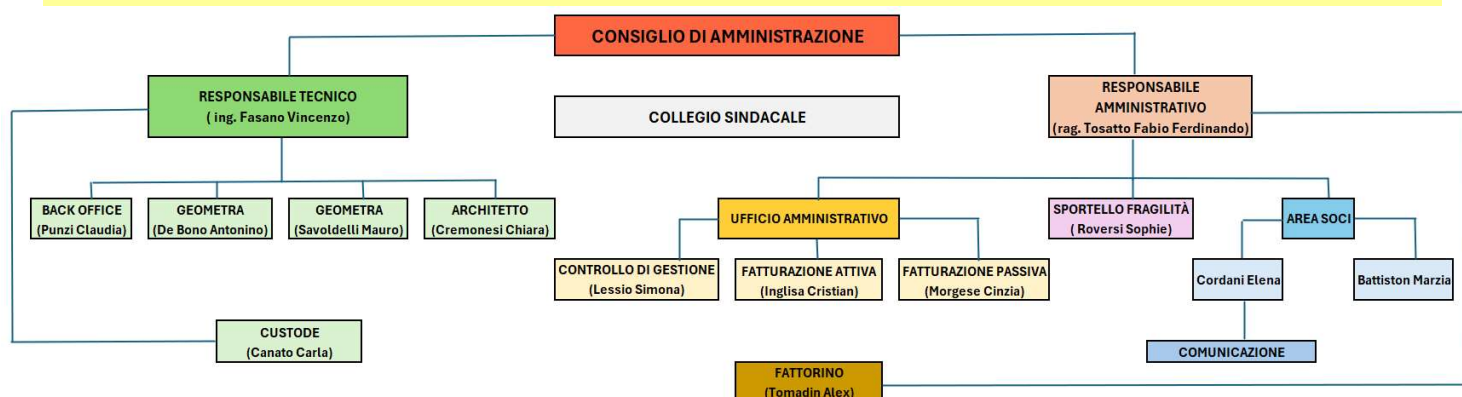 CONSIGLIO DI AMMINISTRAZIONE
RESPONSABILE TECNICO
( ing. Fasano Vincenzo)
COLLEGIO SINDACALE
RESPONSABILE
AMMINISTRATIVO
(rag. Tosatto Fabio Ferdinando)
BACK OFFICE
(Punzi Claudia)
GEOMETRA
(De Bono Antonino)
GEOMETRA
(Savoldelli Mauro)
ARCHITETTO
(Cremonesi Chiara)
UFFICIO AMMINISTRATIVO
SPORTELLO FRAGILITÀ
( Roversi Sophie)
AREA SOCI
CONTROLLO DI GESTIONE
(Lessio Simona)
FATTURAZIONE ATTIVA
(Inglisa Cristian)
FATTURAZIONE PASSIVA
(Morgese Cinzia)
Cordani Elena
Battiston Marzia
CUSTODE
(Canato Carla)
COMUNICAZIONE
FATTORINO
(Tomadin Alex)